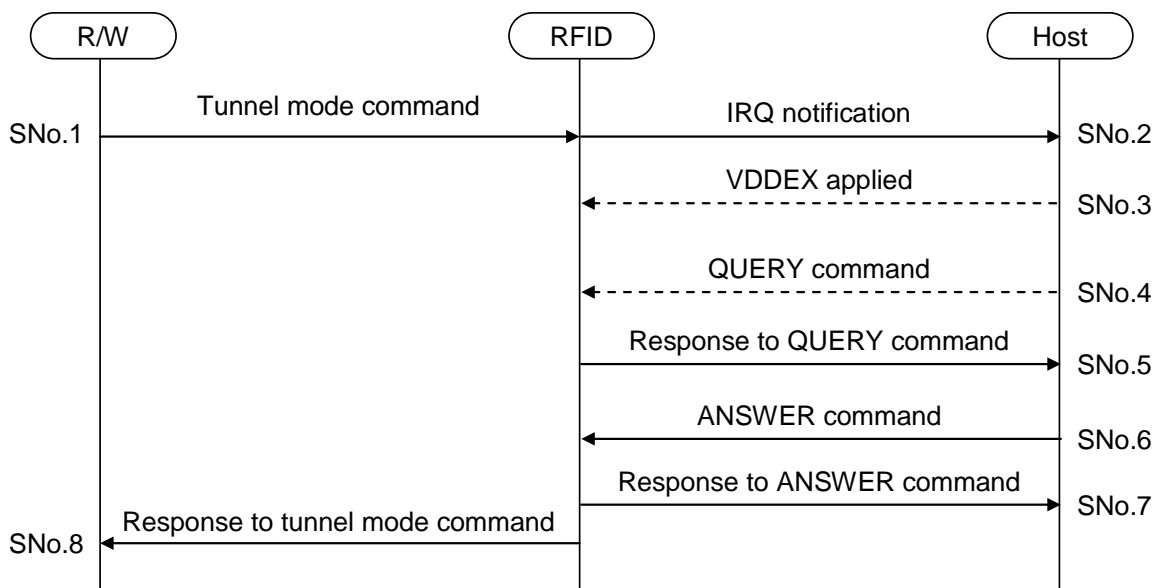 R/W
RFID
Host
Tunnel mode command
IRQ notification
SNo.1
SNo.2
VDDEX applied
SNo.3
QUERY command
SNo.4
Response to QUERY command
SNo.5
ANSWER command
SNo.6
Response to ANSWER command
SNo.7
Response to tunnel mode command
SNo.8